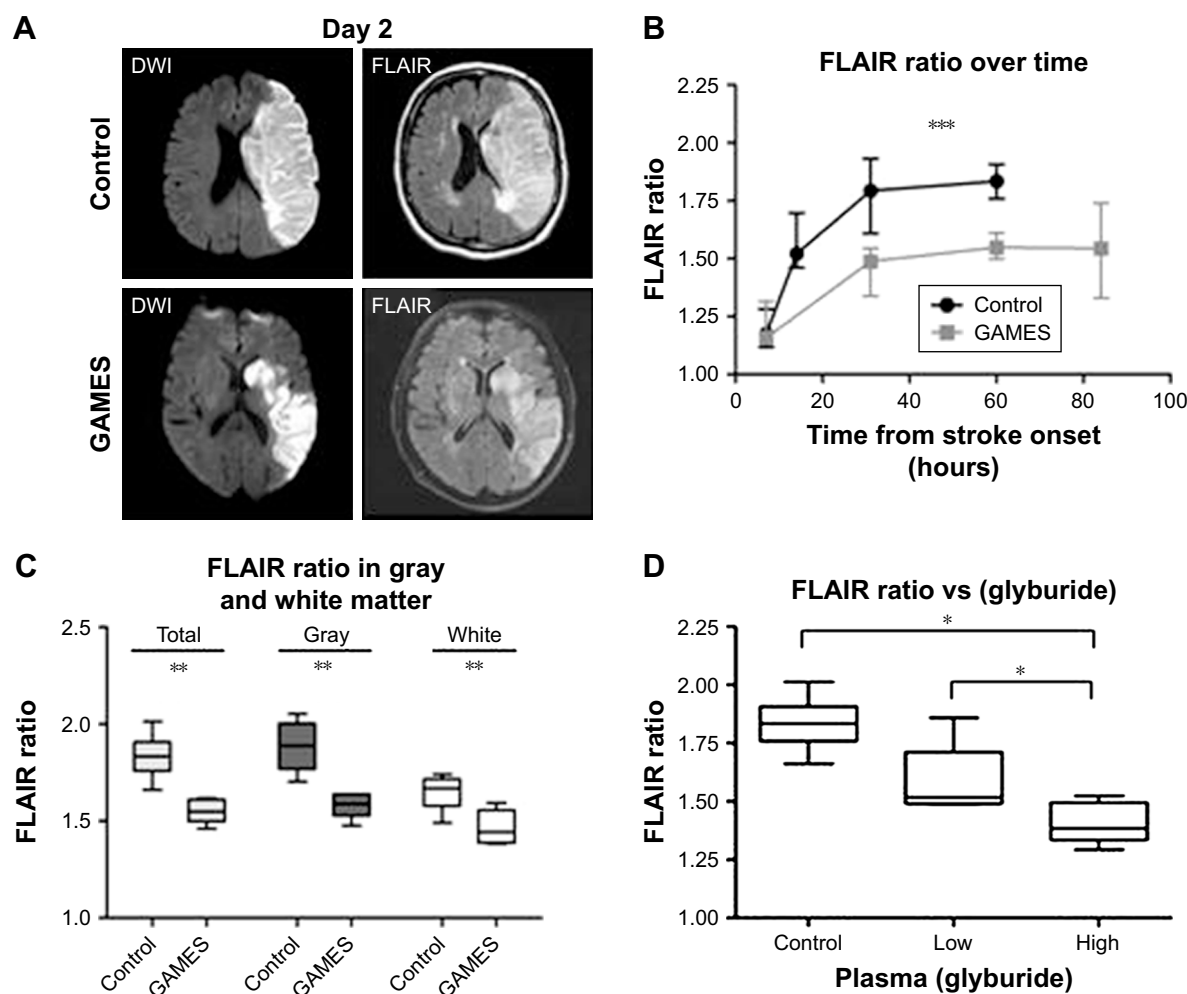 A
Day 2
DWI
FLAIR
Control
DWI
FLAIR
GAMES
B
FLAIR ratio over time
2.25
2.00
1.75
1.50
1.25
1.00
FLAIR ratio
***
Control
GAMES
0
20
40
60
80
100
Time from stroke onset
(hours)
C
FLAIR ratio in gray
and white matter
2.5
2.0
1.5
1.0
FLAIR ratio
Total
Gray
White
**
**
**
Control
GAMES
Control
GAMES
Control
GAMES
D
FLAIR ratio vs (glyburide)
2.25
2.00
1.75
1.50
1.25
1.00
FLAIR ratio
*
*
Control
Low
High
Plasma (glyburide)